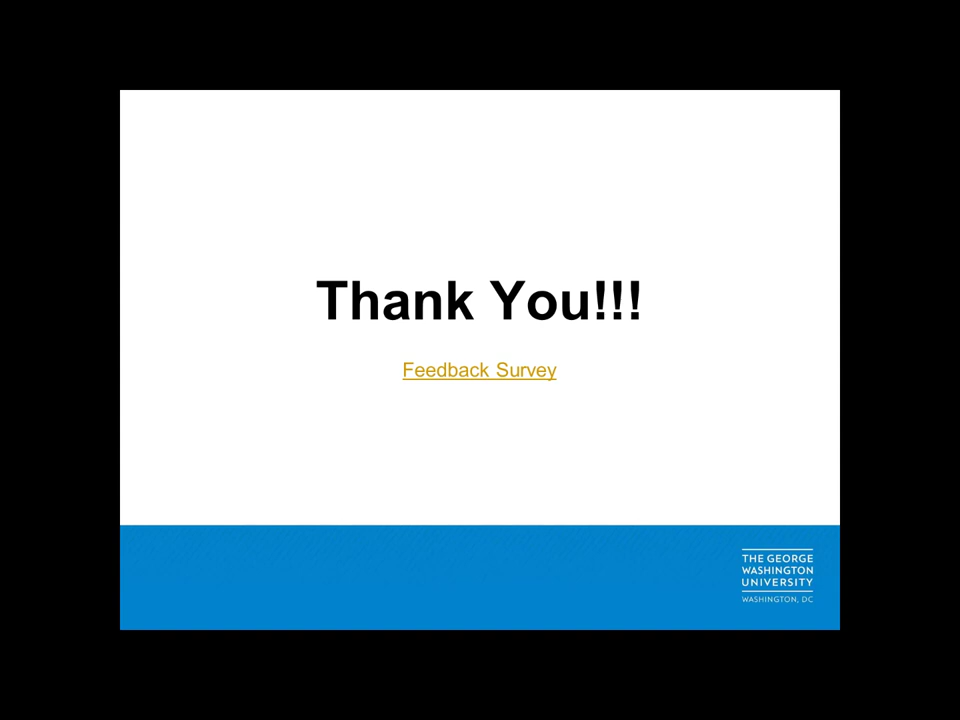 Thank You!!!
Feedback Survey
THE GEORGE
WASHINGTON
UNIVERSITY
WASHINGTON, DC